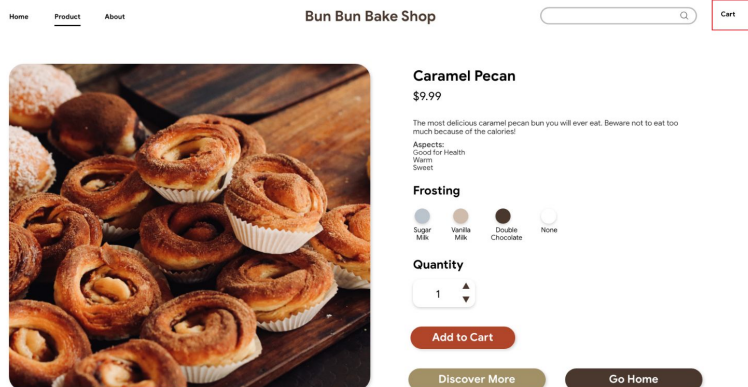 Home
Product
About
Bun Bun Bake Shop
Cart
Caramel Pecan
$9.99
The most delicious caramel pecan bun you will ever eat. Beware not to eat too
much because of the calories!
Aspects:
Good for Health
Warm
Sweet
Frosting
Sugar
Milk
Vanilla
Milk
Double
Chocolate
None
Quantity
1
Add to Cart
Discover More
Go Home